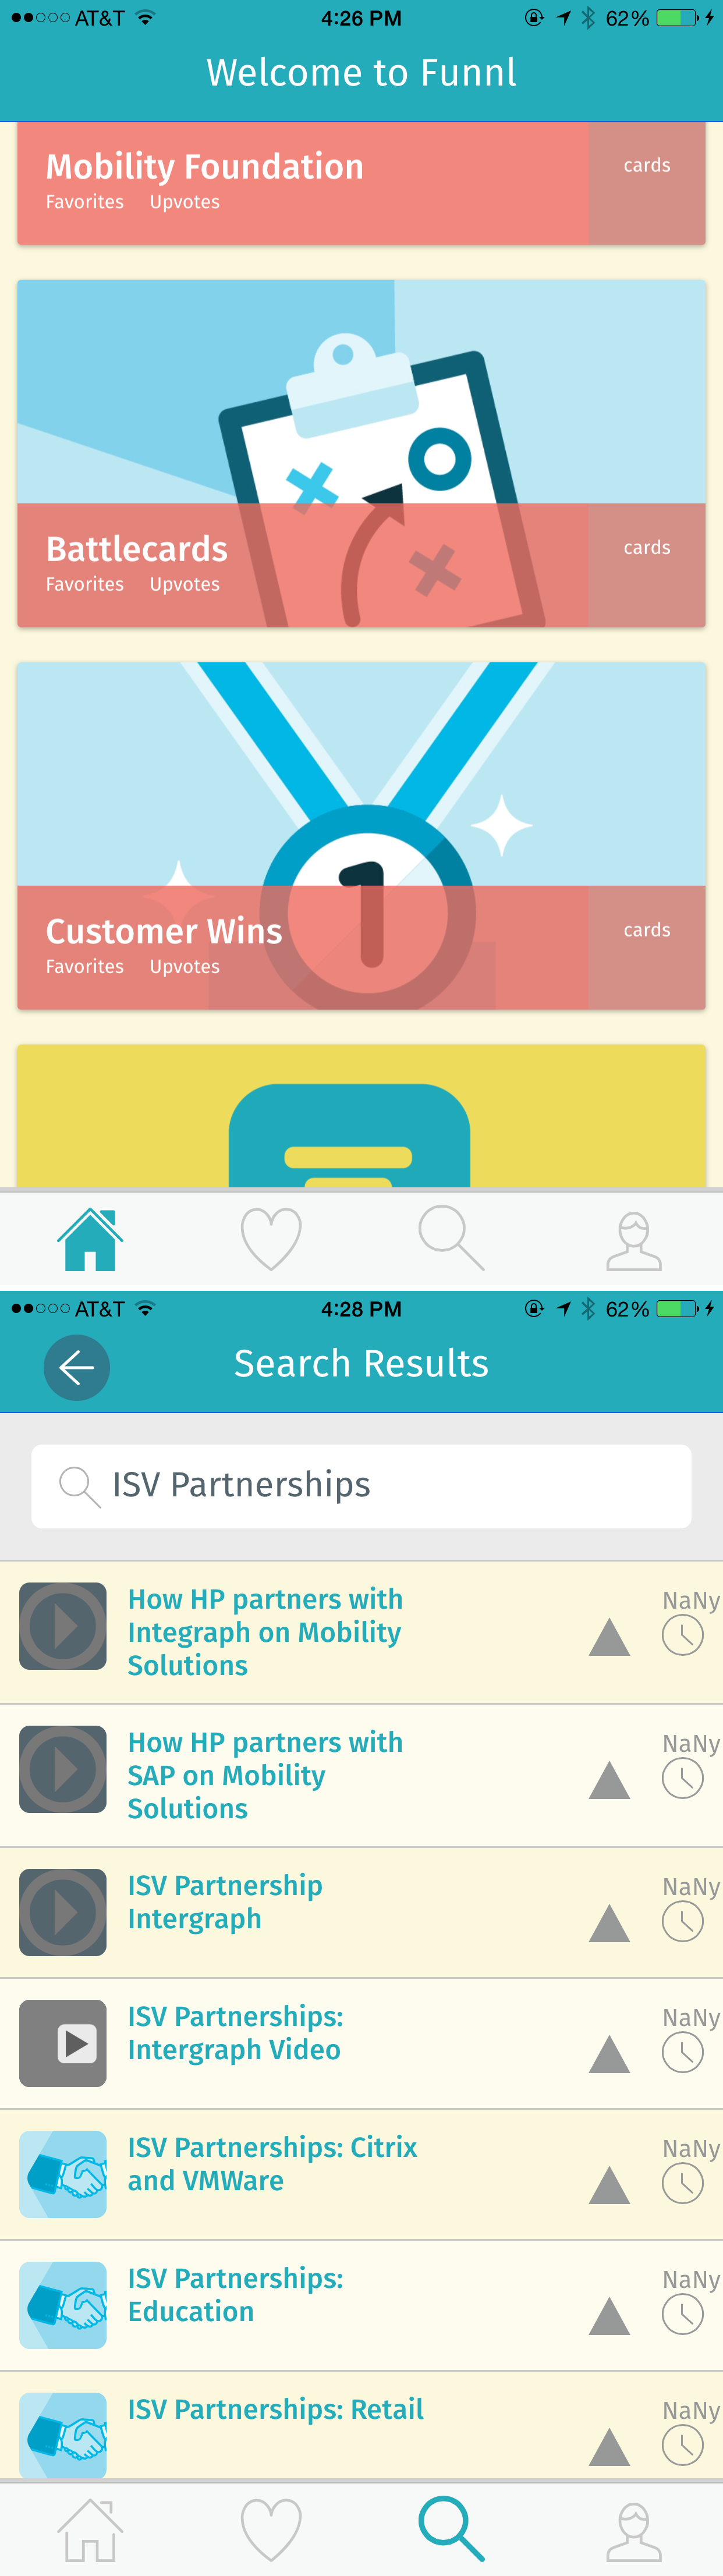 AT&T 4:26 PM 62%
Welcome to Funnl
Mobility Foundation
cards
Favorites Upvotes
Battlecards
cards
Favorites Upvotes
1
Customer Wins
cards
Favorites Upvotes
AT&T 4:28 PM 62%
Search Results
ISV Partnerships
How HP partners with
Integraph on Mobility
Solutions
NaNy
How HP partners with
SAP on Mobility
Solutions
NaNy
ISV Partnership
Intergraph
NaNy
ISV Partnerships:
Intergraph Video
NaNy
ISV Partnerships: Citrix
and VMWare
NaNy
ISV Partnerships:
Education
NaNy
ISV Partnerships: Retail
NaNy